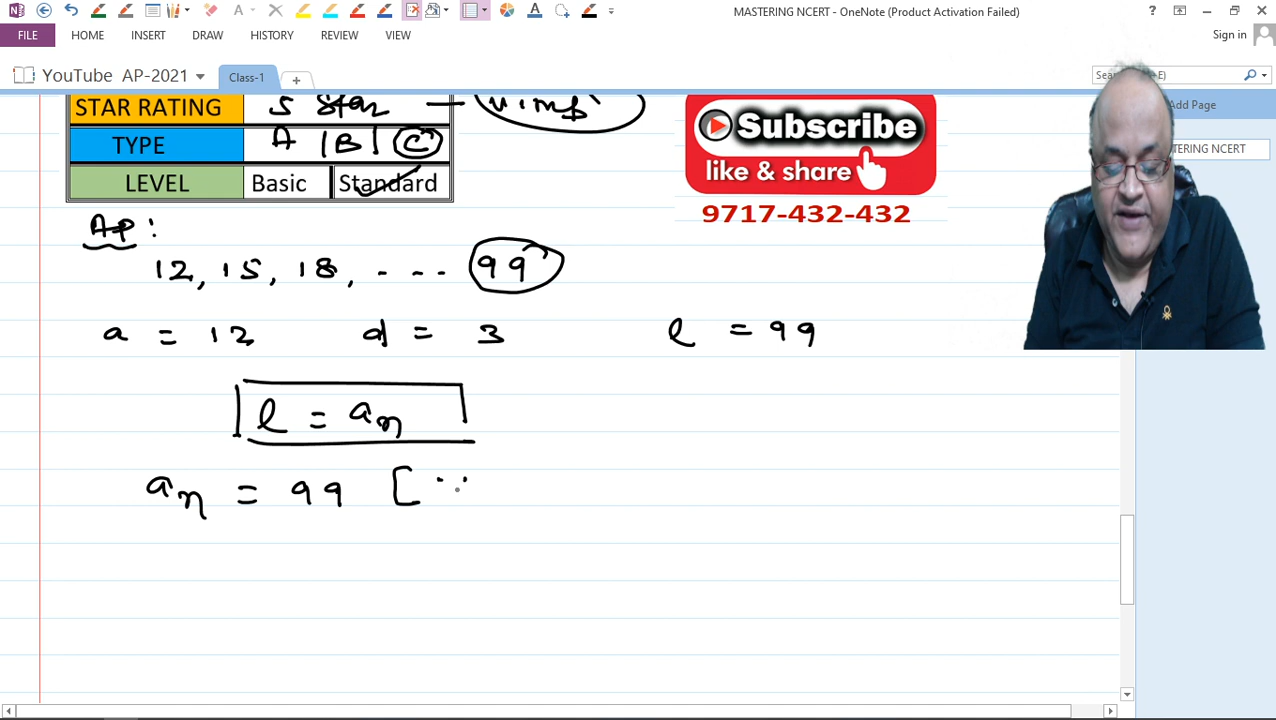 MASTERING NCERT - OneNote (Product Activation Failed)
FILE HOME INSERT DRAW HISTORY REVIEW VIEW
Sign in
YouTube AP-2021 Class-1
Add Page
STAR RATING 5 Star
Subscribe
TYPE A | B | C
TERING NCERT
like & share
LEVEL Basic Standard
9717-432-432
AP :
12, 15, 18, . ... 99
a = 12 d = 3 l = 99
l = an
an = 99 [ ∵